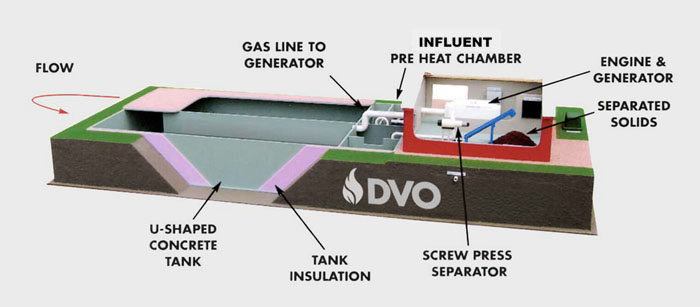 FLOW
GAS LINE TO
GENERATOR
INFLUENT
PRE HEAT CHAMBER
ENGINE &
GENERATOR
SEPARATED
SOLIDS
DVO
U-SHAPED
CONCRETE
TANK
TANK
INSULATION
SCREW PRESS
SEPARATOR